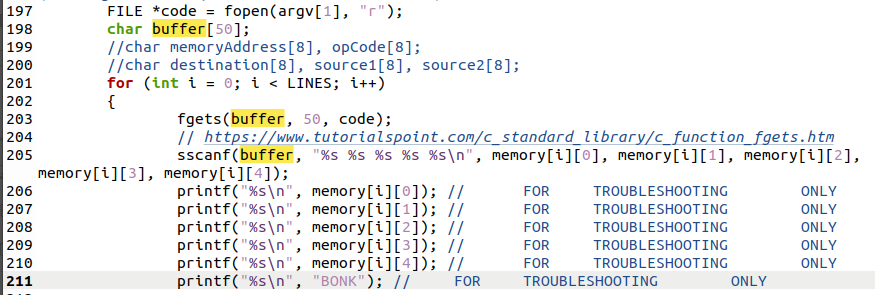 197 FILE *code = fopen(argv[1], "r");
198 char buffer[50];
199 //char memoryAddress[8], opCode[8];
200 //char destination[8], source1[8], source2[8];
201 for (int i = 0; i < LINES; i++)
202 {
203 fgets(buffer, 50, code);
204 // https://www.tutorialspoint.com/c_standard_library/c_function_fgets.htm
205 sscanf(buffer, "%s %s %s %s %s\n", memory[i][0], memory[i][1], memory[i][2],
memory[i][3], memory[i][4]);
206 printf("%s\n", memory[i][0]); // FOR TROUBLESHOOTING ONLY
207 printf("%s\n", memory[i][1]); // FOR TROUBLESHOOTING ONLY
208 printf("%s\n", memory[i][2]); // FOR TROUBLESHOOTING ONLY
209 printf("%s\n", memory[i][3]); // FOR TROUBLESHOOTING ONLY
210 printf("%s\n", memory[i][4]); // FOR TROUBLESHOOTING ONLY
211 printf("%s\n", "BONK"); // FOR TROUBLESHOOTING ONLY